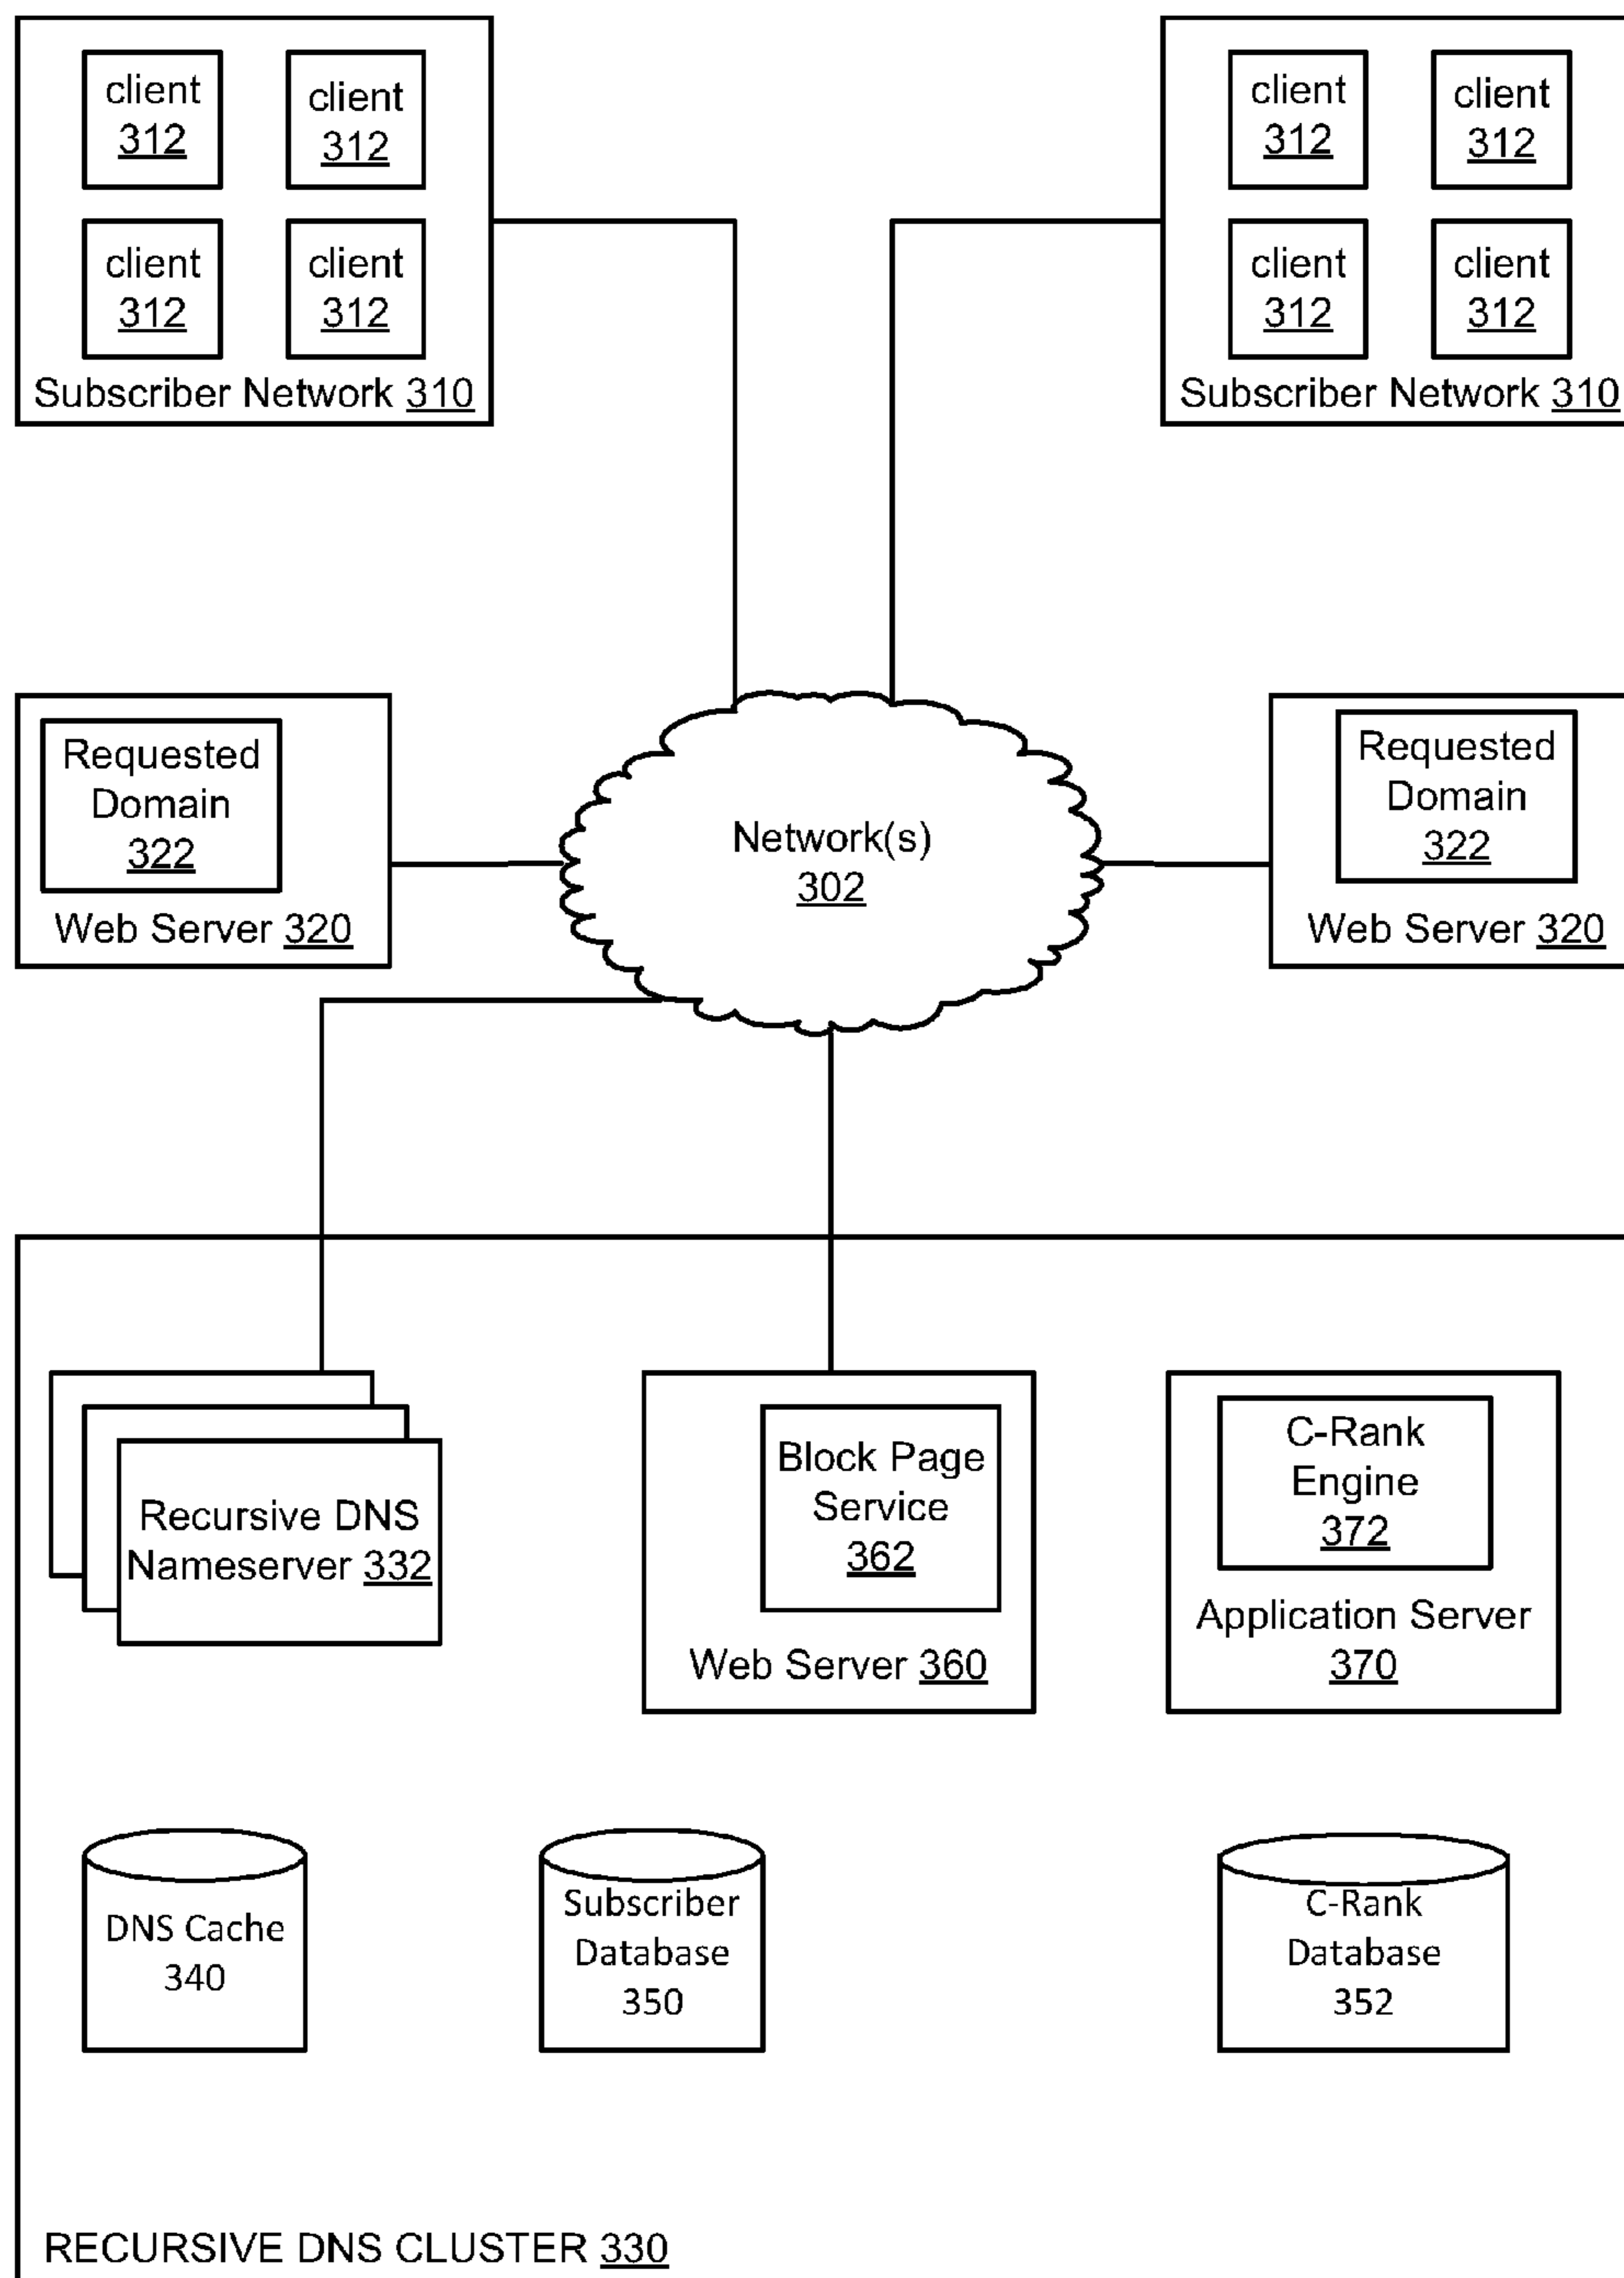 client
312
client
312
client
312
client
312
Subscriber Network 310
client
312
client
312
client
312
client
312
Subscriber Network 310
Requested
Domain
322
Web Server 320
Network(s)
302
Requested
Domain
322
Web Server 320
Recursive DNS
Nameserver 332
Block Page
Service
362
Web Server 360
C-Rank
Engine
372
Application Server
370
DNS Cache
340
Subscriber
Database
350
C-Rank
Database
352
RECURSIVE DNS CLUSTER 330